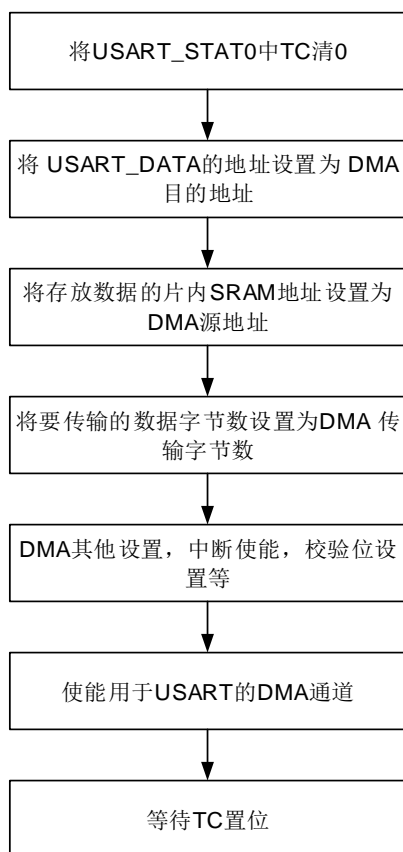 将USART_STAT0中TC清0
将 USART_DATA的地址设置为 DMA
目的地址
将存放数据的片内SRAM地址设置为
DMA源地址
将要传输的数据字节数设置为DMA 传
输字节数
DMA其他设置，中断使能，校验位设
置等
使能用于USART的DMA通道
等待TC置位